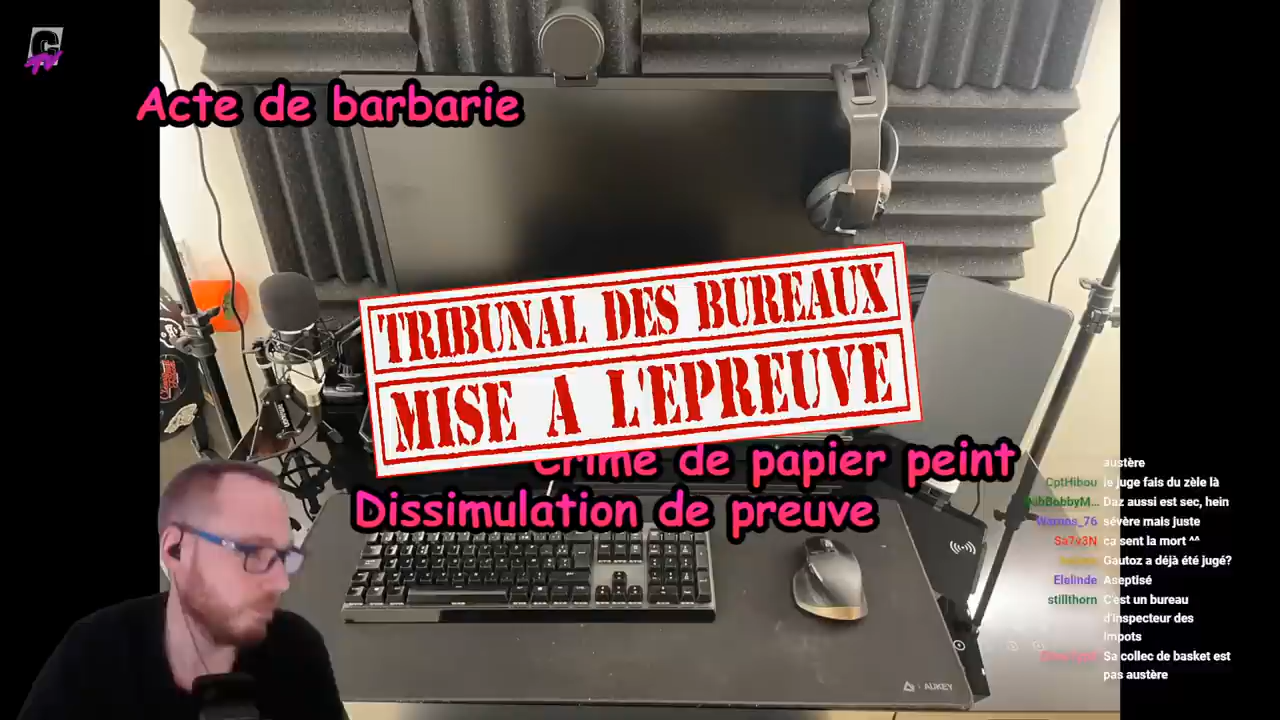 Acte de barbarie
TRIBUNAL DES BUREAUX
MISE A L'EPREUVE
Crime de papier peint
Dissimulation de preuve
austère
CptHibou le juge fais du zèle là
Daz aussi est sec, hein
Warnos_76 sévère mais juste
Sa7v3N ca sent la mort ^^
Gautoz a déjà été jugé?
Elelinde Aseptisé
stillthorn C'est un bureau
d'inspecteur des
Impots
Sa collec de basket est
pas austère
AUKEY